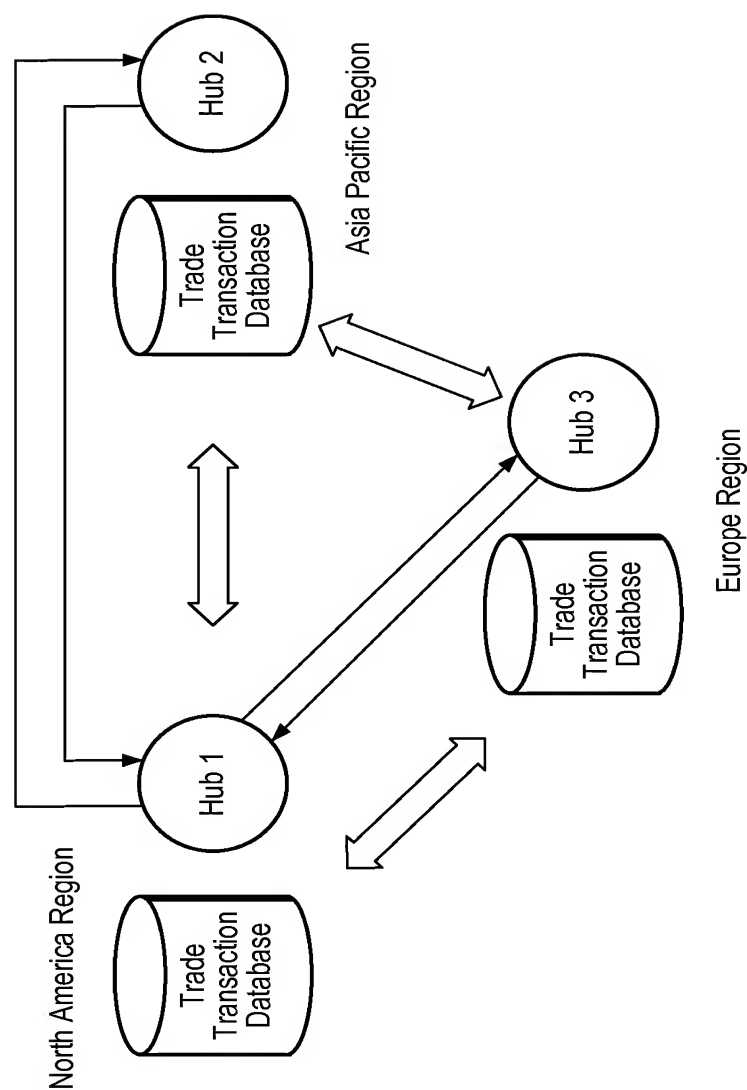 North America Region
Trade
Transaction
Database
Hub 1
Trade
Transaction
Database
Hub 2
Asia Pacific Region
Trade
Transaction
Database
Hub 3
Europe Region